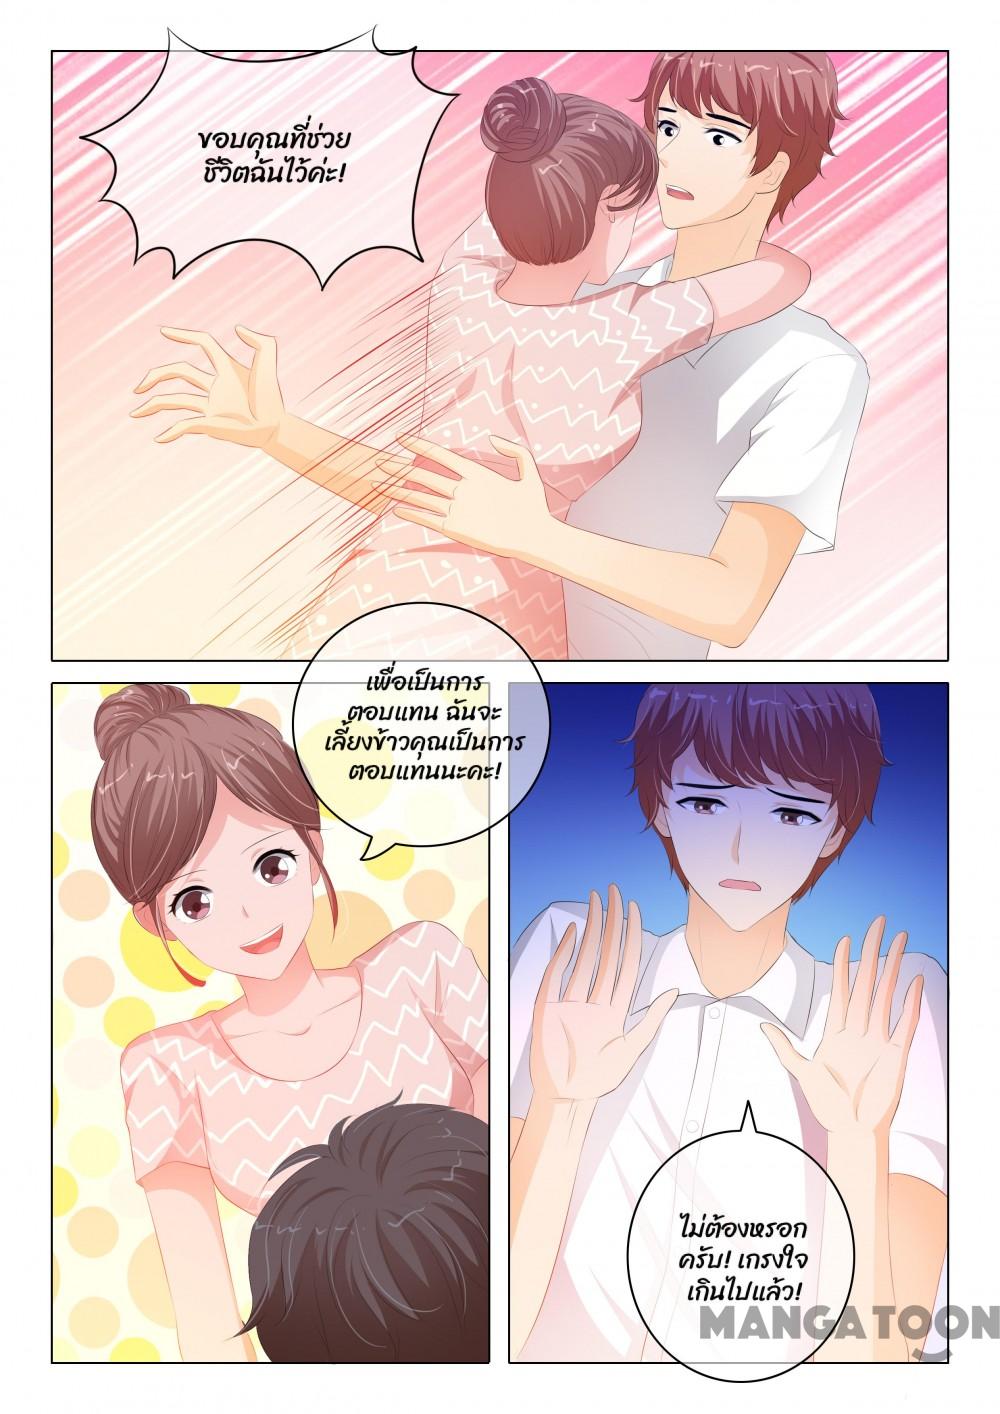 ขอบคุณที่ช่วย
ชีวิตฉันไว้ค่ะ!
เพื่อเป็นการ
ตอบแทน ฉันจะ
เลี้ยงข้าวคุณเป็นการ
ตอบแทนนะคะ!
ไม่ต้องหรอก
ครับ! เกรงใจ
เกินไปแล้ว!
MANGATOON